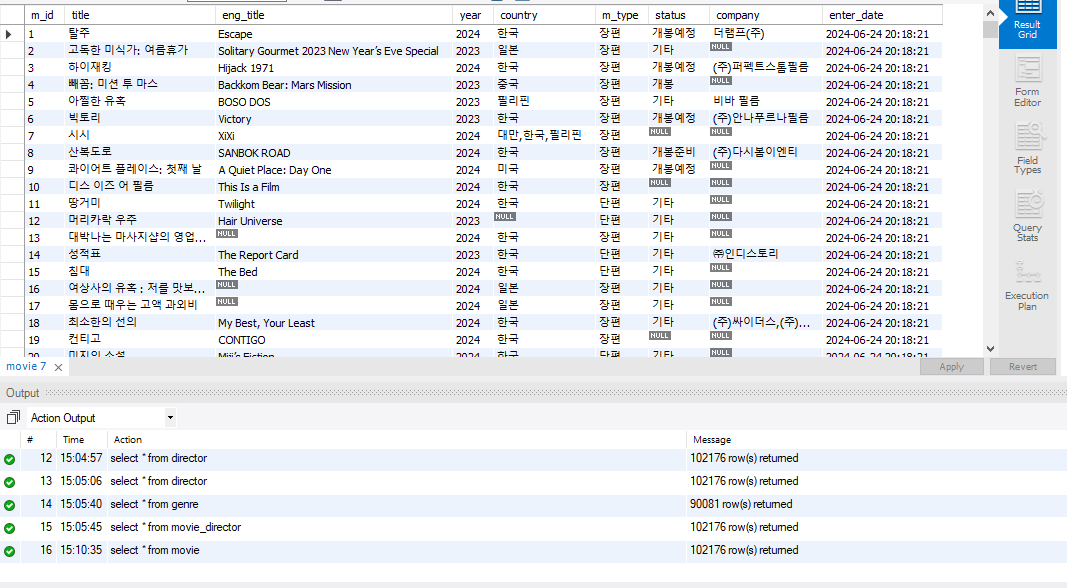 m_id title eng_title year country m_type status company enter_date
1 탈주 Escape 2024 한국 장편 개봉예정 더램프(주) 2024-06-24 20:18:21
2 고독한 미식가: 여름휴가 Solitary Gourmet 2023 New Year's Eve Special 2023 일본 장편 기타 NULL 2024-06-24 20:18:21
3 하이재킹 Hijack 1971 2023 한국 장편 개봉예정 (주)퍼펙트스톰필름 2024-06-24 20:18:21
4 빼꼼: 미션 투 마스 Backkom Bear: Mars Mission 2023 중국 장편 개봉 NULL 2024-06-24 20:18:21
5 아찔한 유혹 BOSO DOS 2023 필리핀 장편 기타 비바 필름 2024-06-24 20:18:21
6 빅토리 Victory 2023 한국 장편 개봉예정 (주)안나푸르나필름 2024-06-24 20:18:21
7 시시 XiXi 2024 대만,한국,필리핀 장편 NULL NULL 2024-06-24 20:18:21
8 산복도로 SANBOK ROAD 2024 한국 장편 개봉준비 (주)다시봄이엔티 2024-06-24 20:18:21
9 콰이어트 플레이스: 첫째 날 A Quiet Place: Day One 2024 미국 장편 개봉예정 NULL 2024-06-24 20:18:21
10 디스 이즈 어 필름 This Is a Film 2024 한국 장편 NULL NULL 2024-06-24 20:18:21
11 땅거미 Twilight 2024 한국 단편 기타 NULL 2024-06-24 20:18:21
12 머리카락 우주 Hair Universe 2023 NULL 단편 기타 NULL 2024-06-24 20:18:21
13 대박나는 마사지샵의 영업... NULL 2024 한국 장편 기타 NULL 2024-06-24 20:18:21
14 성적표 The Report Card 2023 한국 단편 기타 ㈜인디스토리 2024-06-24 20:18:21
15 침대 The Bed 2024 한국 단편 기타 NULL 2024-06-24 20:18:21
16 여상사의 유혹 : 저를 맛보... NULL 2024 일본 장편 기타 NULL 2024-06-24 20:18:21
17 몸으로 때우는 고액 과외비 NULL 2024 일본 장편 기타 NULL 2024-06-24 20:18:21
18 최소한의 선의 My Best, Your Least 2024 한국 장편 기타 (주)싸이더스,(주)... 2024-06-24 20:18:21
19 컨티고 CONTIGO 2024 한국 장편 NULL NULL 2024-06-24 20:18:21
20 미지의 소설 Miji's Fiction 2024 한국 단편 기타 NULL 2024-06-24 20:18:21
Result
Grid
Form
Editor
Field
Types
Query
Stats
Execution
Plan
movie 7
Apply Revert
Output
Action Output
# Time Action Message
12 15:04:57 select * from director 102176 row(s) returned
13 15:05:06 select * from director 102176 row(s) returned
14 15:05:40 select * from genre 90081 row(s) returned
15 15:05:45 select * from movie_director 102176 row(s) returned
16 15:10:35 select * from movie 102176 row(s) returned